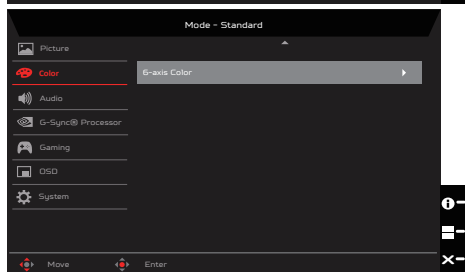 Mode - Standard
Picture
Color
6-axis Color
Audio
G-Sync® Processor
Gaming
OSD
System
Move
Enter